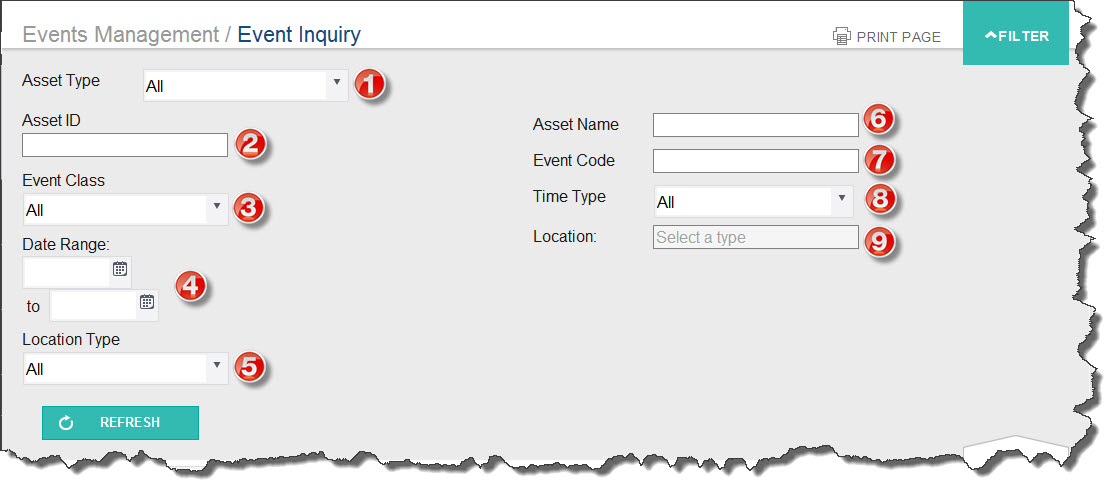 Events Management / Event Inquiry
PRINT PAGE
FILTER
Asset Type
All
1
Asset ID
2
Event Class
All
3
Date Range:
to
4
Location Type
All
5
REFRESH
Asset Name
6
Event Code
7
Time Type
All
8
Location:
Select a type
9